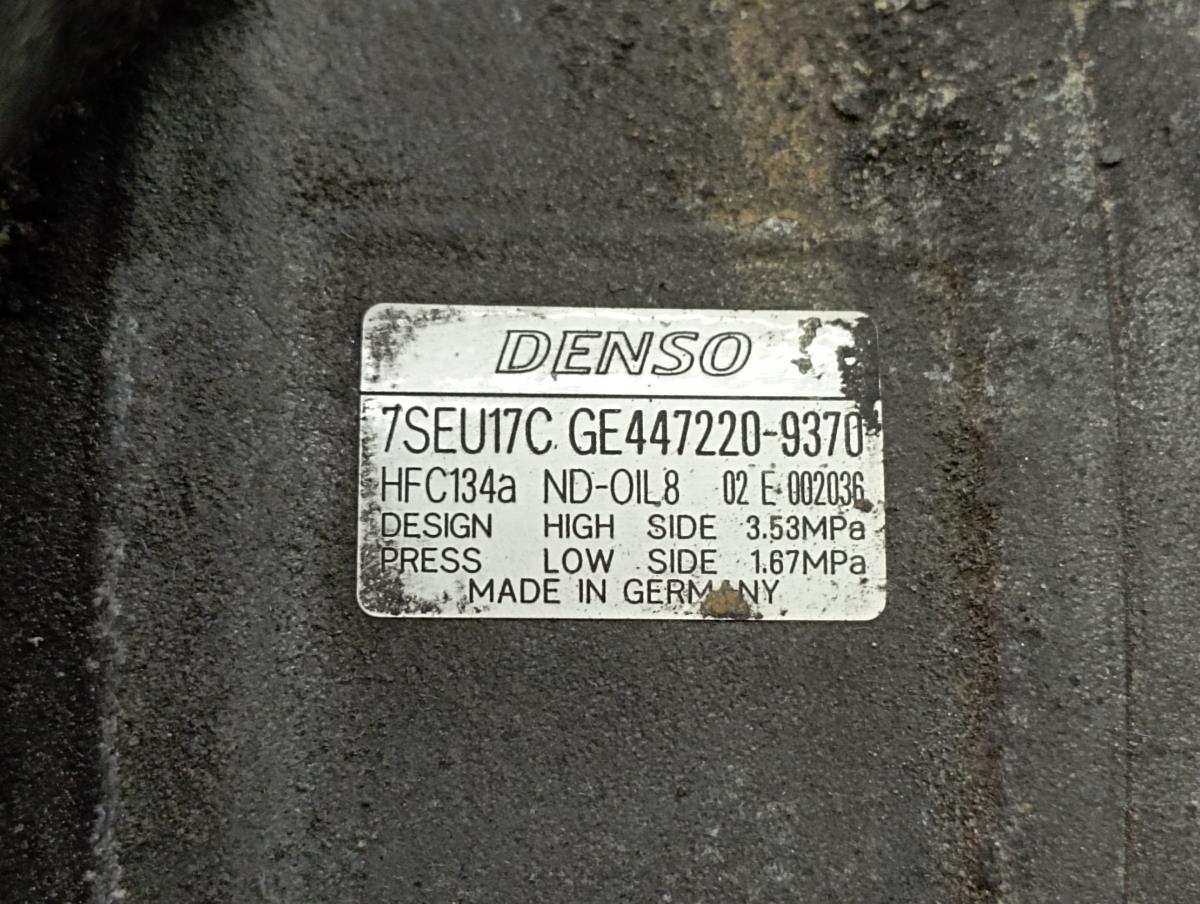 DENSO
7SEU17C GE447220-9370
HFC134a ND-OIL8 02 E 002036
DESIGN HIGH SIDE 3.53MPa
PRESS LOW SIDE 1.67MPa
MADE IN GERMANY